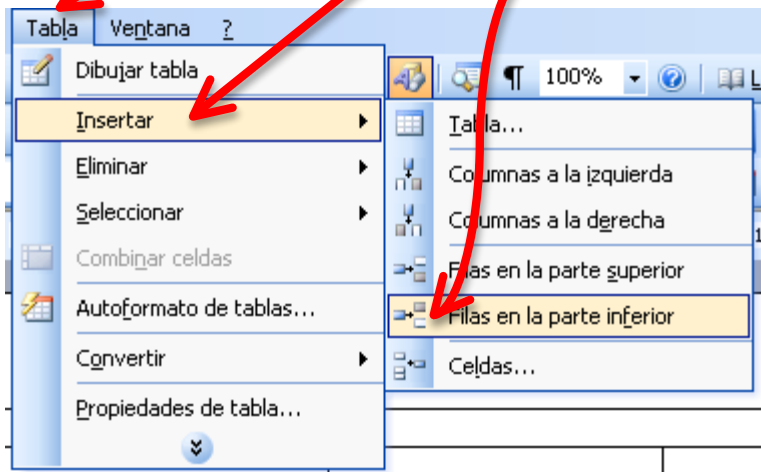 Tabla Ventana ?
Dibujar tabla
100%
Insertar
Eliminar
Seleccionar
Combinar celdas
Autoformato de tablas...
Convertir
Propiedades de tabla...
Tabla...
Columnas a la izquierda
Columnas a la derecha
Filas en la parte superior
Filas en la parte inferior
Celdas...